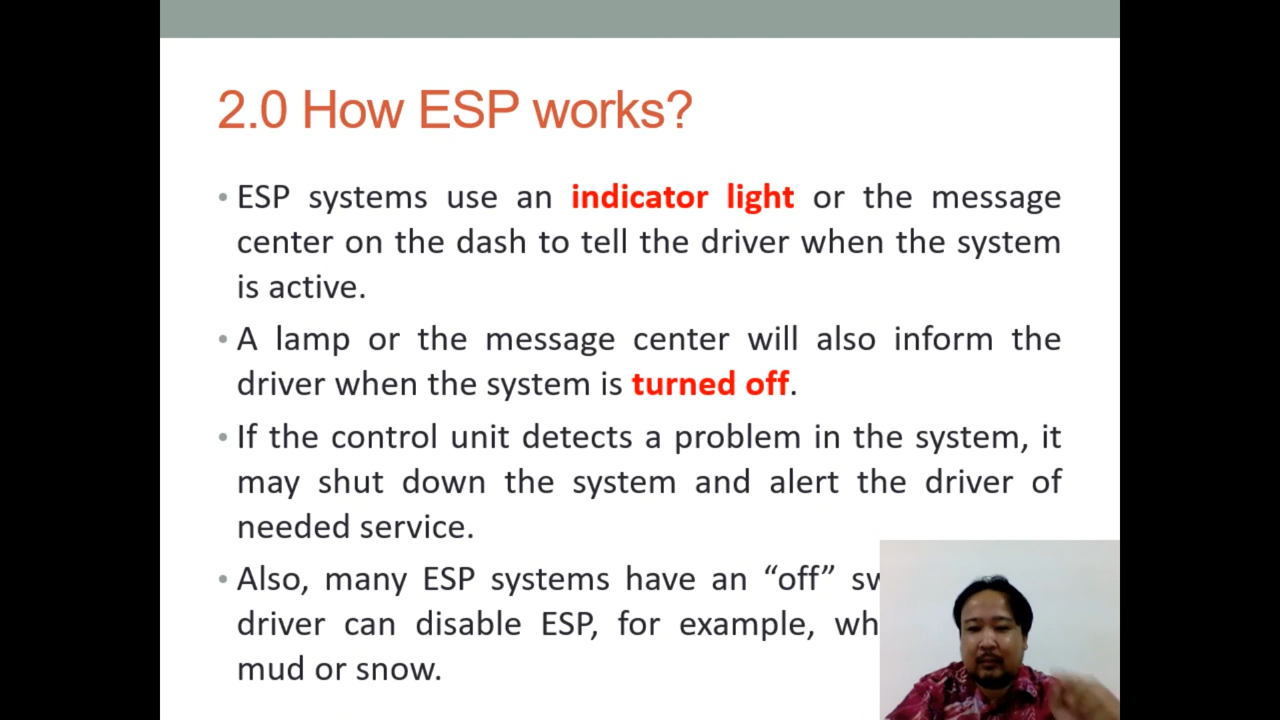 2.0 How ESP works?
• ESP systems use an indicator light or the message
center on the dash to tell the driver when the system
is active.
• A lamp or the message center will also inform the
driver when the system is turned off.
• If the control unit detects a problem in the system, it
may shut down the system and alert the driver of
needed service.
• Also, many ESP systems have an “off”
driver can disable ESP, for example,
mud or snow.